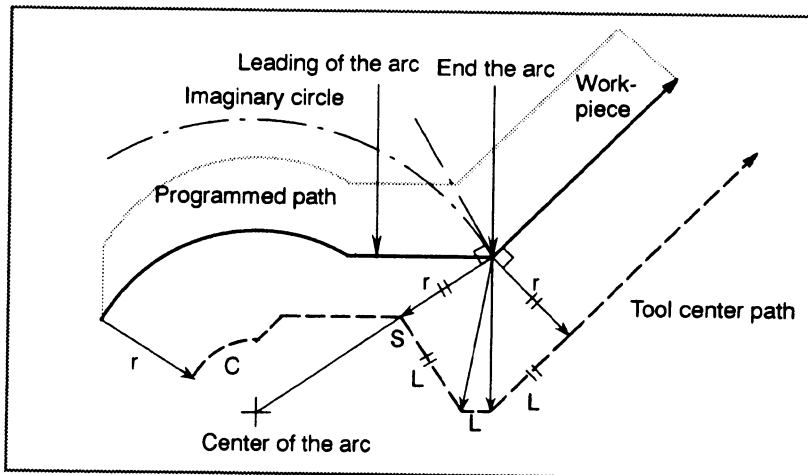 Leading of the arc
End the arc
Imaginary circle
Work-
piece
Programmed path
r
r
Tool center path
r
C
S
L
L
L
Center of the arc